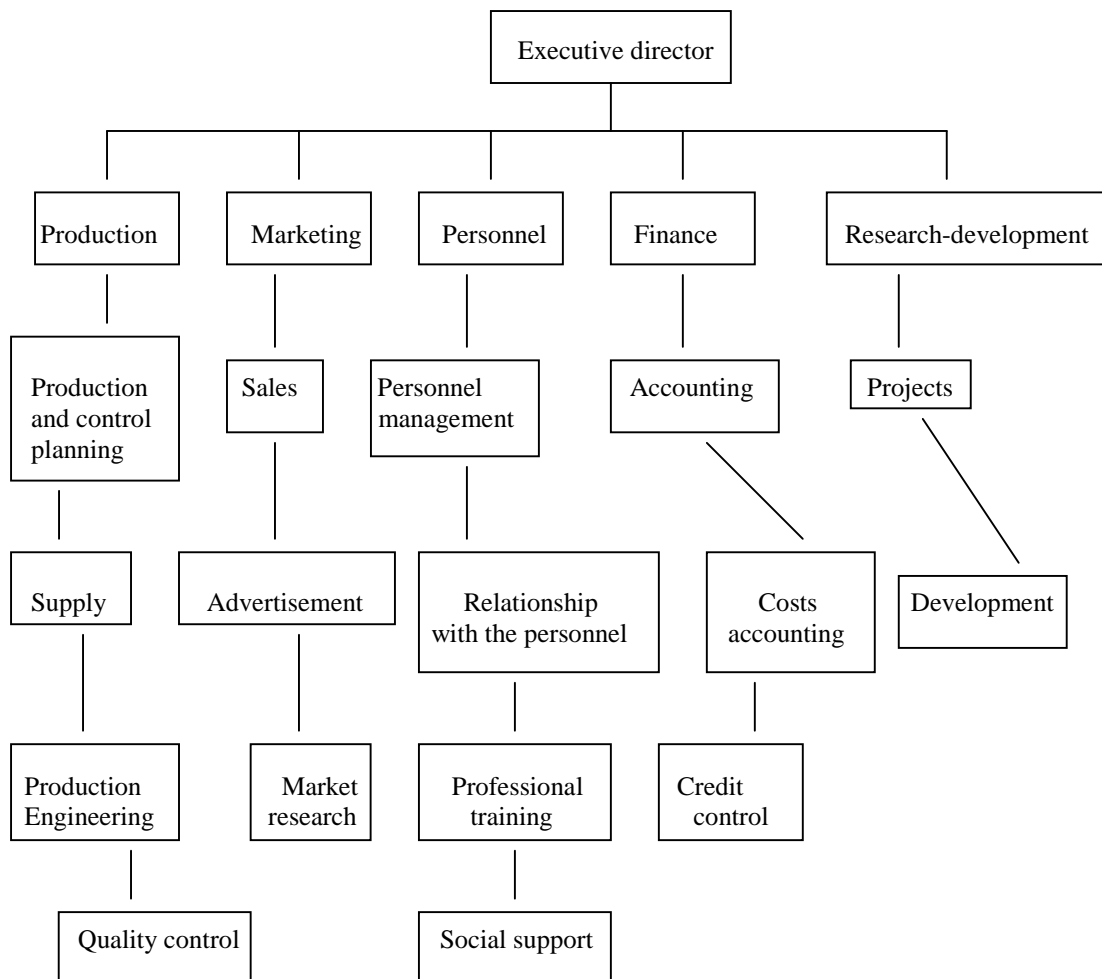 Executive director
Production
Marketing
Personnel
Finance
Research-development
Production
and control
planning
Sales
Personnel
management
Accounting
Projects
Supply
Advertisement
Relationship
with the personnel
Costs
accounting
Development
Production
Engineering
Market
research
Professional
training
Credit
control
Quality control
Social support